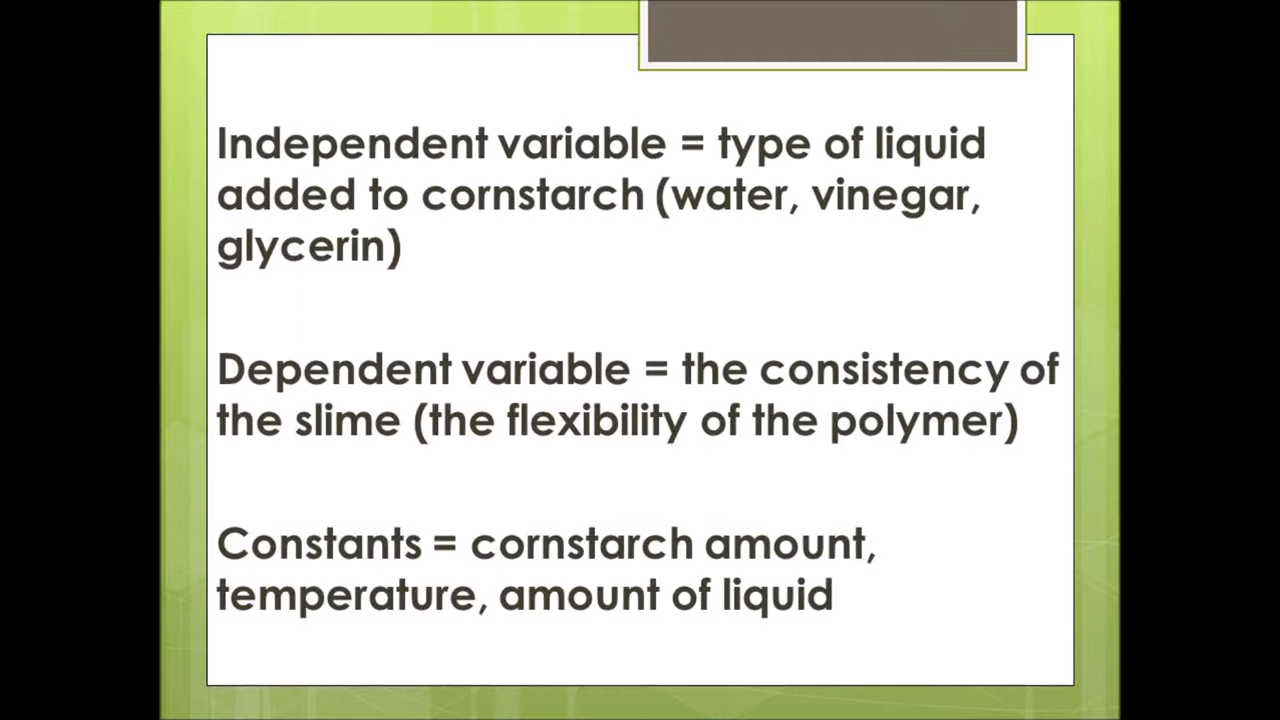 Independent variable = type of liquid
added to cornstarch (water, vinegar,
glycerin)
Dependent variable = the consistency of
the slime (the flexibility of the polymer)
Constants = cornstarch amount,
temperature, amount of liquid